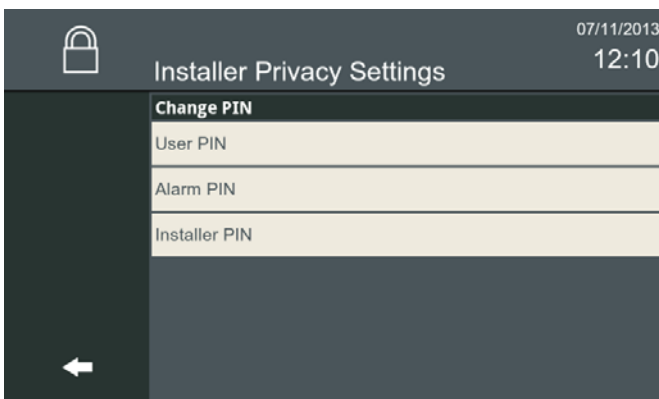 07/11/2013
12:10
Installer Privacy Settings
Change PIN
User PIN
Alarm PIN
Installer PIN